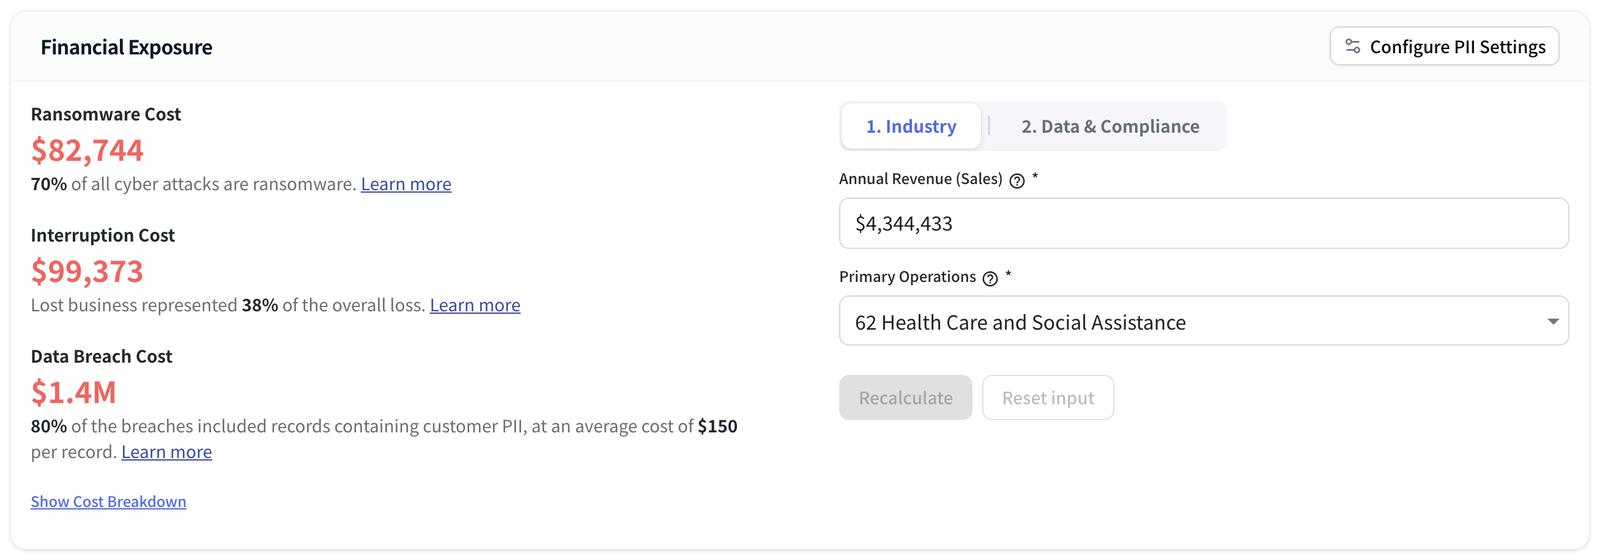 Financial Exposure
Configure PII Settings
Ransomware Cost
$82,744
70% of all cyber attacks are ransomware. Learn more
Interruption Cost
$99,373
Lost business represented 38% of the overall loss. Learn more
Data Breach Cost
$1.4M
80% of the breaches included records containing customer PII, at an average cost of $150
per record. Learn more
Show Cost Breakdown
1. Industry
2. Data & Compliance
Annual Revenue (Sales) ? *
$4,344,433
Primary Operations ? *
62 Health Care and Social Assistance
Recalculate
Reset input